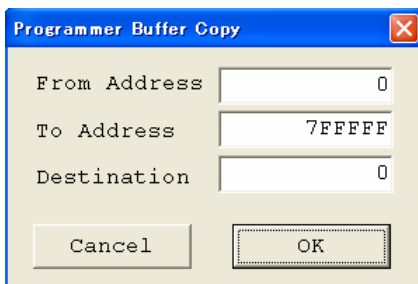 Programmer Buffer Copy
From Address 0
To Address 7FFFFF
Destination 0
Cancel OK